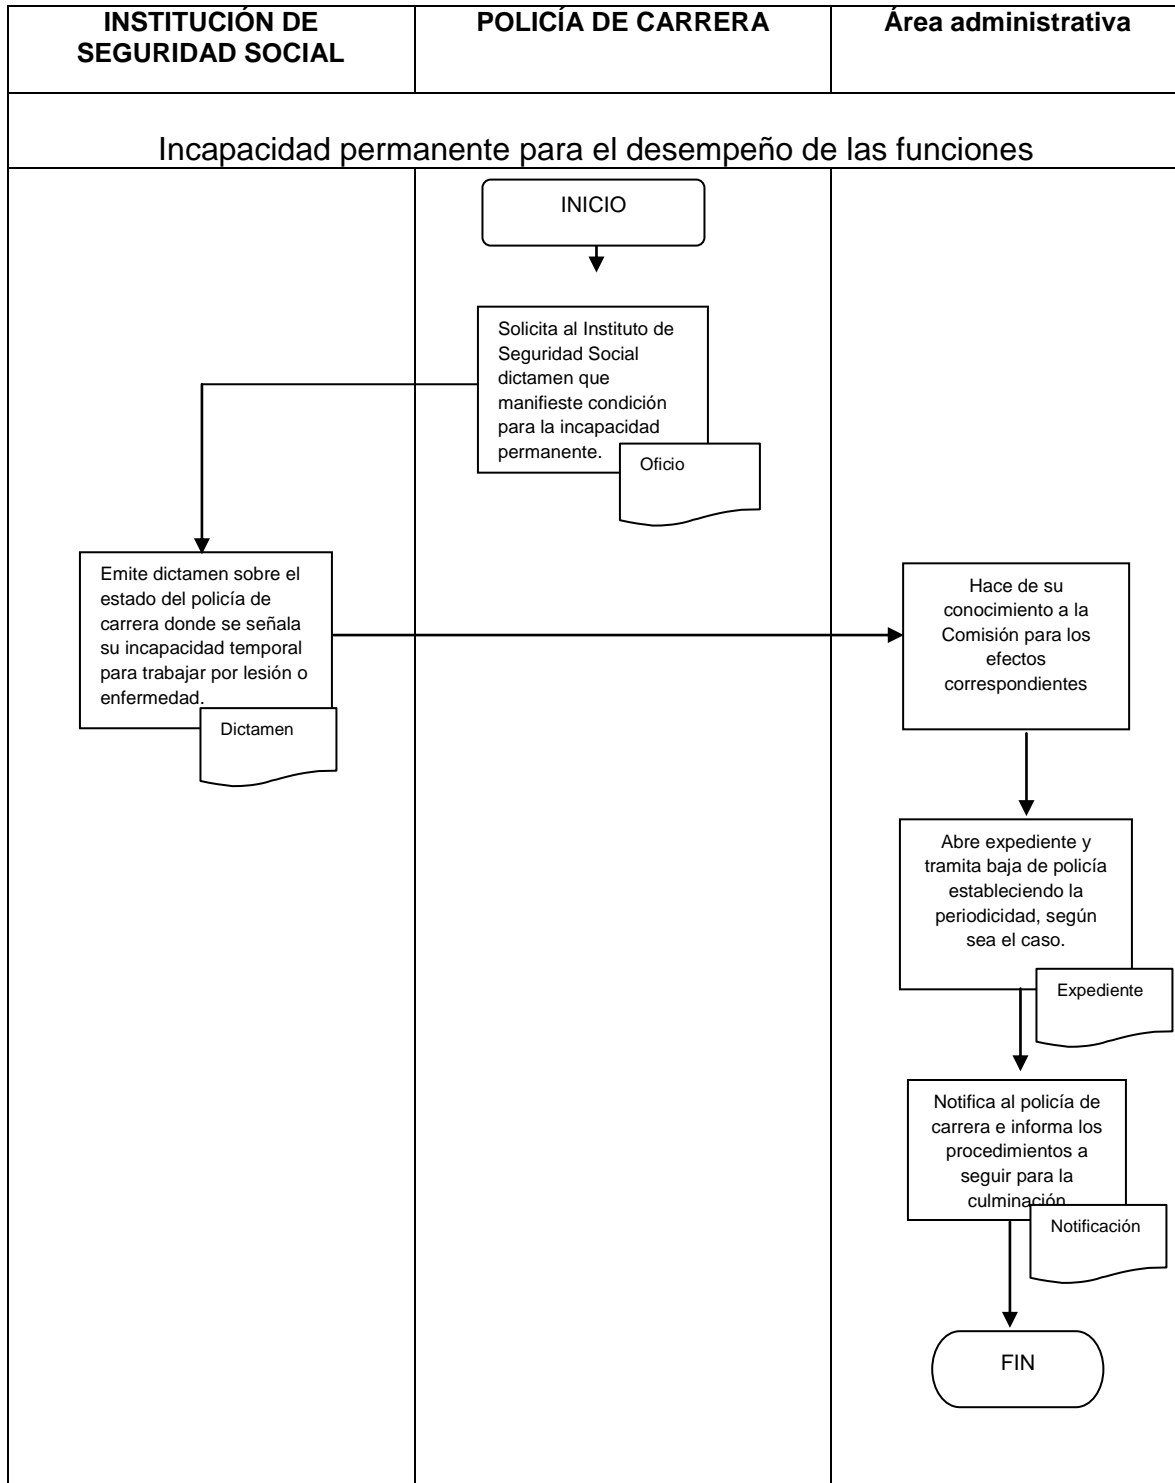 INSTITUCIÓN DE
SEGURIDAD SOCIAL
POLICÍA DE CARRERA
Área administrativa
Incapacidad permanente para el desempeño de las funciones
INICIO
Solicita al Instituto de
Seguridad Social
dictamen que
manifieste condición
para la incapacidad
permanente.
Oficio
Emite dictamen sobre el
estado del policía de
carrera donde se señala
su incapacidad temporal
para trabajar por lesión o
enfermedad.
Dictamen
Hace de su
conocimiento a la
Comisión para los
efectos
correspondientes
Abre expediente y
tramita baja de policía
estableciendo la
periodicidad, según
sea el caso.
Expediente
Notifica al policía de
carrera e informa los
procedimientos a
seguir para la
culminación
Notificación
FIN